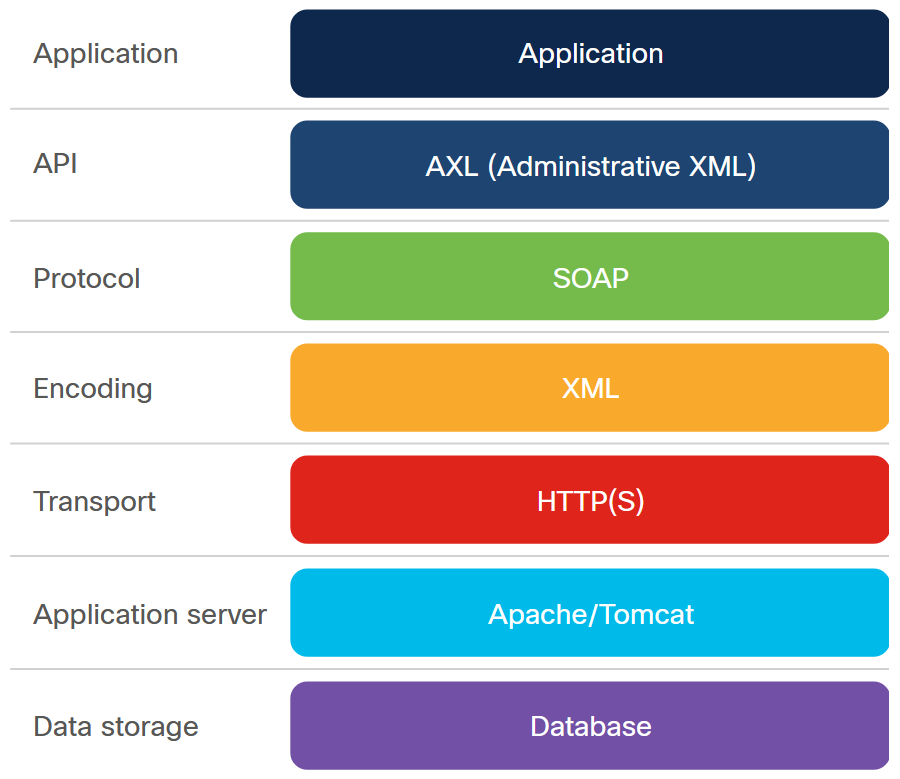 Application
Application
API
AXL (Administrative XML)
Protocol
SOAP
Encoding
XML
Transport
HTTP(S)
Application server
Apache/Tomcat
Data storage
Database